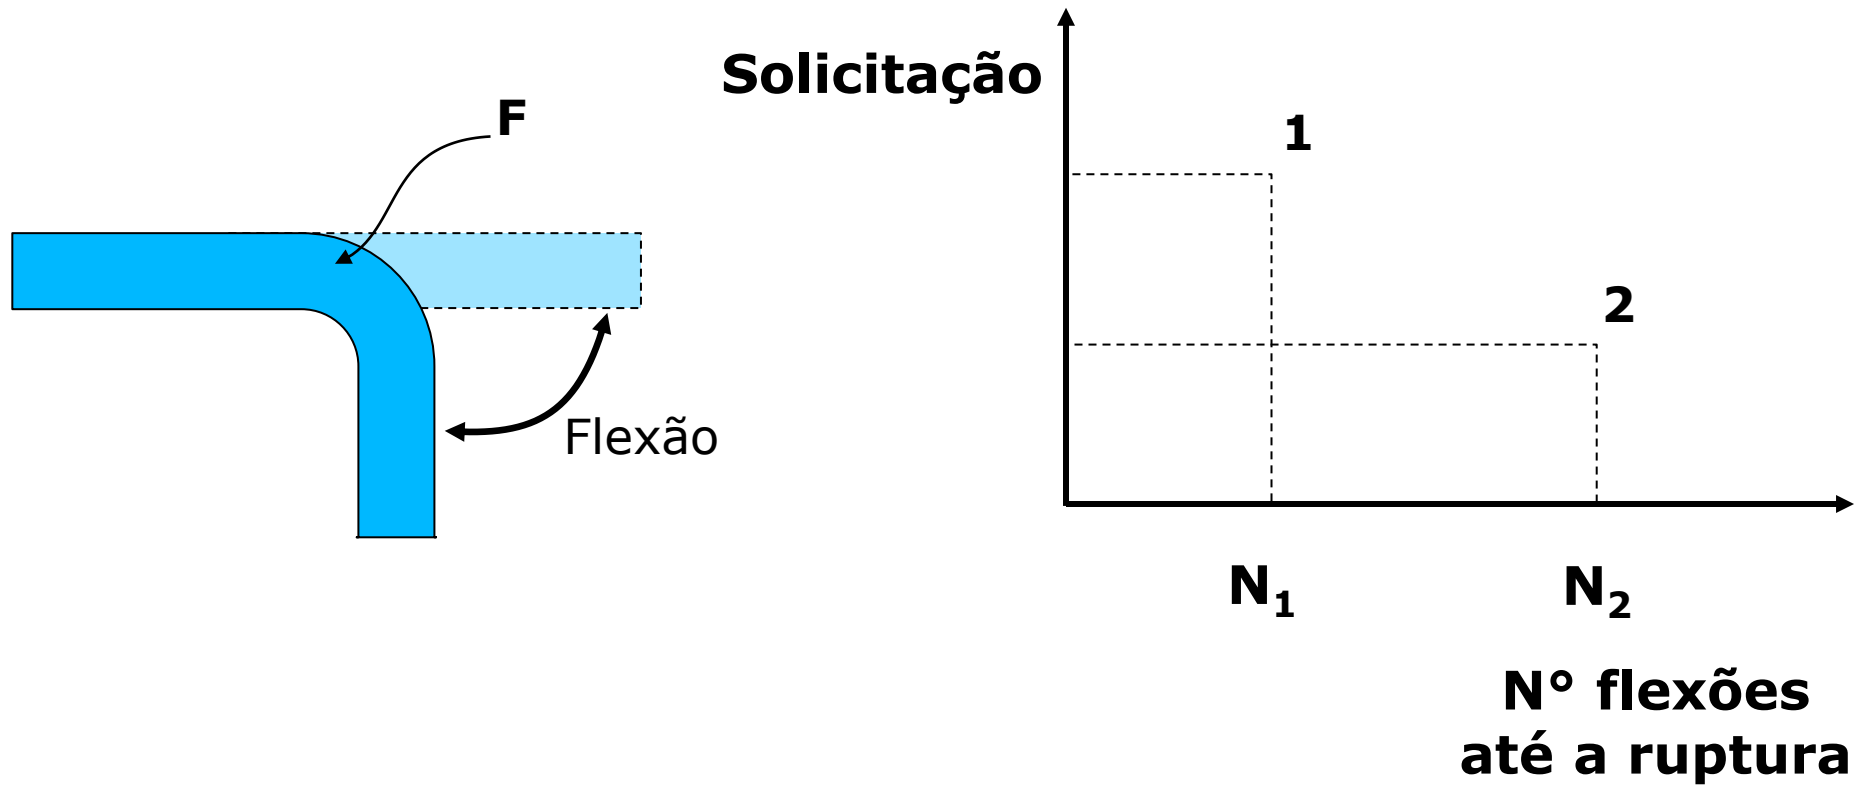 F
Flexão
Solicitação
1
2
N₁
N₂
N° flexões
até a ruptura